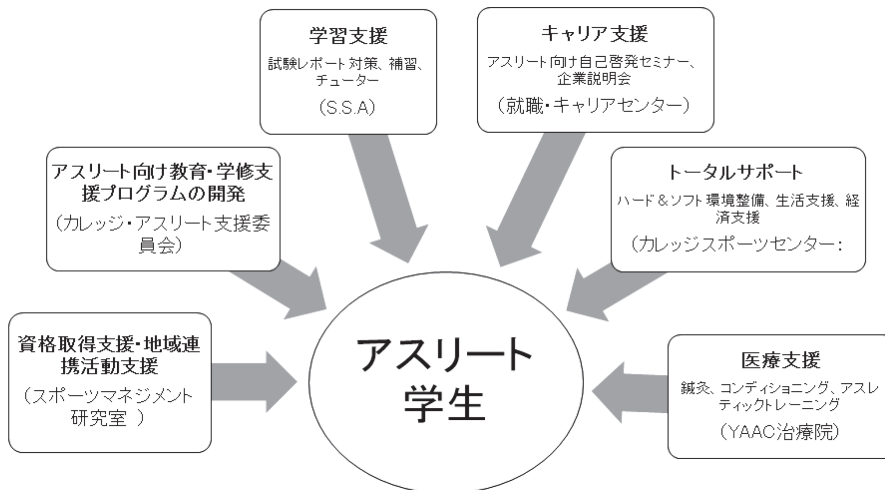 学習支援
試験レポート対策、補習、
チューター
(S.S.A)
キャリア支援
アスリート向け自己啓発セミナー、
企業説明会
(就職・キャリアセンター)
アスリート向け教育・学修支
援プログラムの開発
(カレッジ・アスリート支援委
員会)
トータルサポート
ハード＆ソフト環境整備、生活支援、経
済支援
(カレッジスポーツセンター：
資格取得支援・地域連
携活動支援
(スポーツマネジメント
研究室 )
アスリート
学生
医療支援
鍼灸、コンディショニング、アスレ
ティックトレーニング
(YAAC治療院)